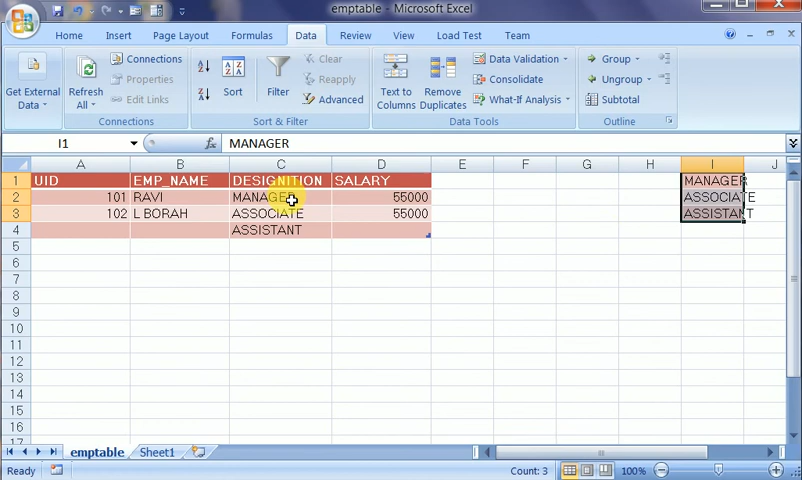 emptable - Microsoft Excel
Home Insert Page Layout Formulas Data Review View Load Test Team
Get External Data
Refresh All
Connections
Properties
Edit Links
Connections
Sort
Filter
Clear
Reapply
Advanced
Sort & Filter
Text to Columns
Remove Duplicates
Data Validation
Consolidate
What-If Analysis
Data Tools
Group
Ungroup
Subtotal
Outline
I1 fx MANAGER
A B C D E F G H I J
1 UID EMP_NAME DESIGNITION SALARY MANAGER
2 101 RAVI MANAGER 55000 ASSOCIATE
3 102 L BORAH ASSOCIATE 55000 ASSISTANT
4 ASSISTANT
5
6
7
8
9
10
11
12
13
14
15
16
17
emptable Sheet1
Ready Count: 3 100%